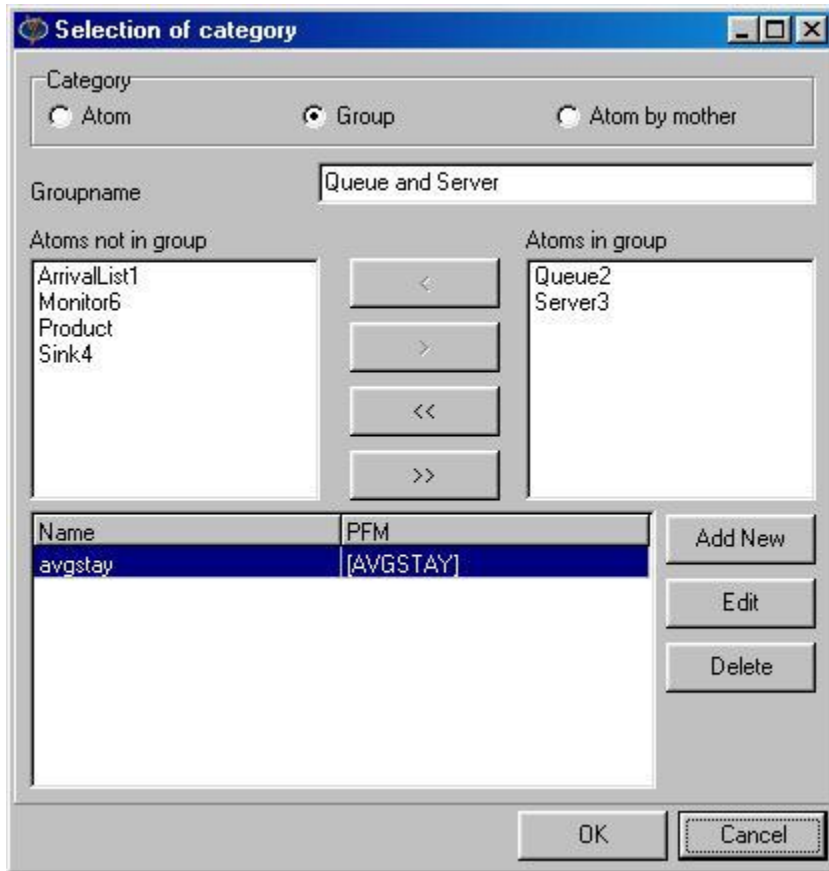 Selection of category
Category
Atom Group Atom by mother
Groupname Queue and Server
Atoms not in group Atoms in group
ArrivalList1 < Queue2
Monitor6 Server3
Product
Sink4 >
<<
>>
Name PFM Add New
avgstay [AVGSTAY]
Edit
Delete
OK Cancel